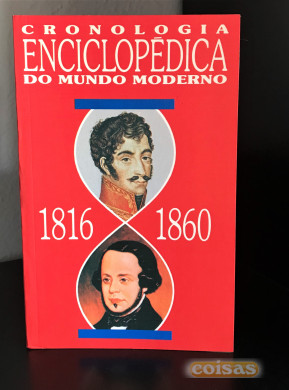 CRONOLOGIA
ENCICLOPÉDICA
DO MUNDO MODERNO
1816 1860
coisas